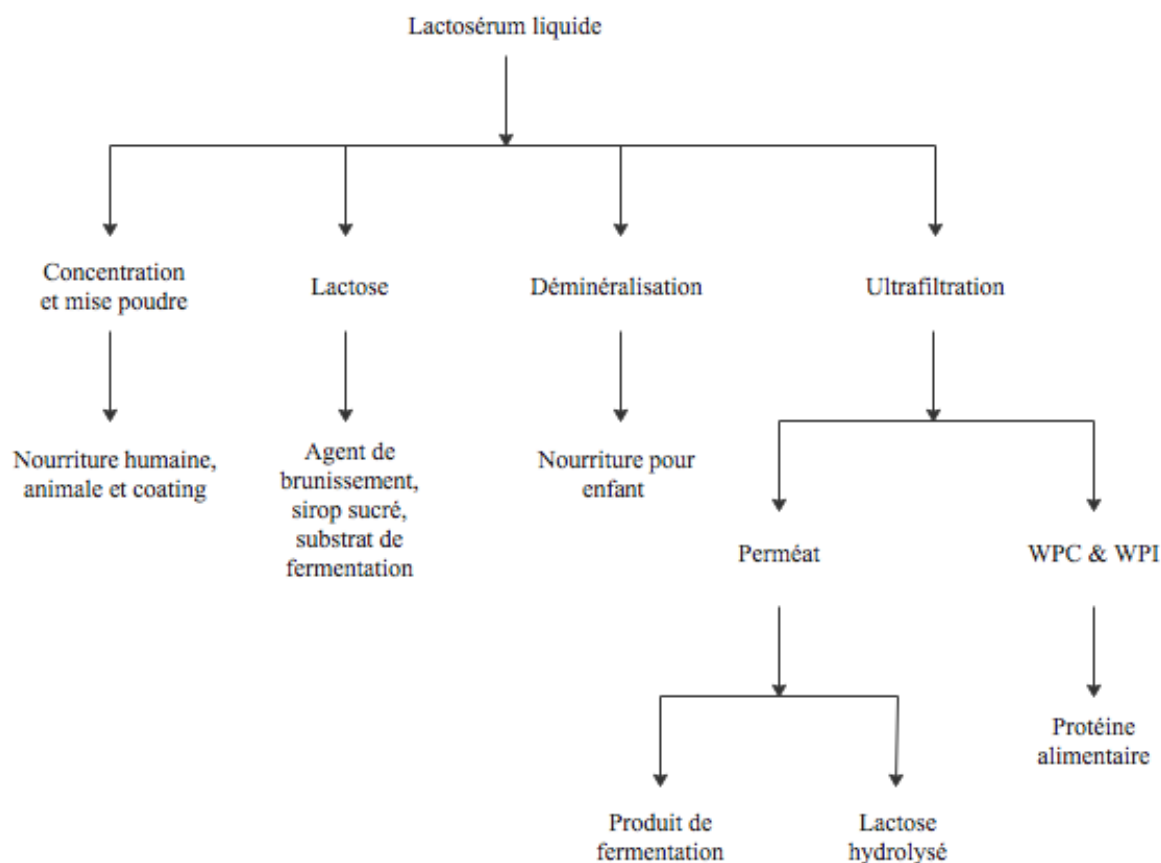 Lactosérum liquide
Concentration
et mise poudre
Lactose
Déminéralisation
Ultrafiltration
Nourriture humaine,
animale et coating
Agent de
brunissement,
sirop sucré,
substrat de
fermentation
Nourriture pour
enfant
Perméat
WPC & WPI
Protéine
alimentaire
Produit de
fermentation
Lactose
hydrolysé